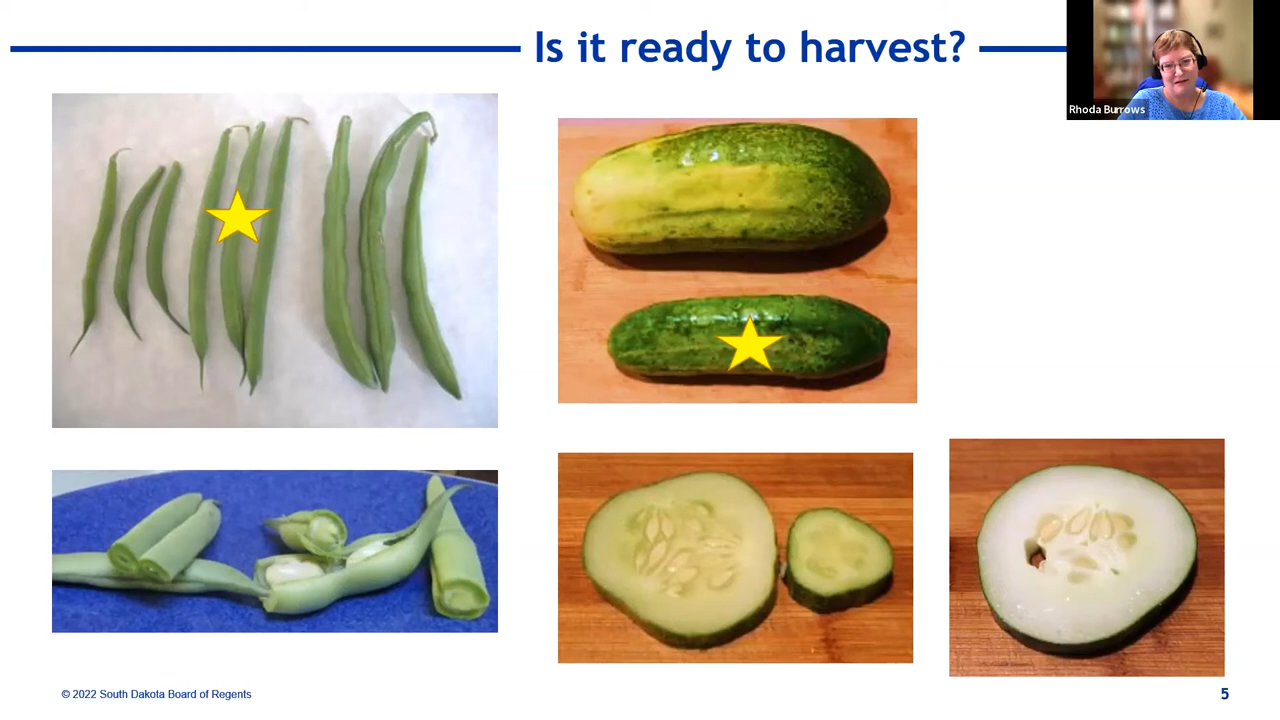 Is it ready to harvest?
Rhoda Burrows
© 2022 South Dakota Board of Regents
5